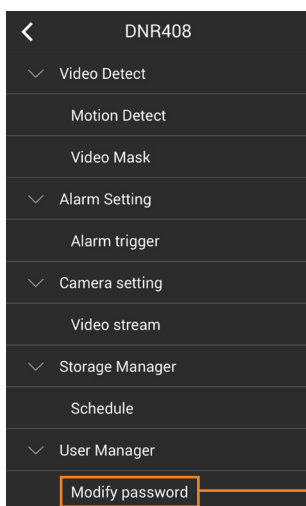 DNR408
Video Detect
Motion Detect
Video Mask
Alarm Setting
Alarm trigger
Camera setting
Video stream
Storage Manager
Schedule
User Manager
Modify password